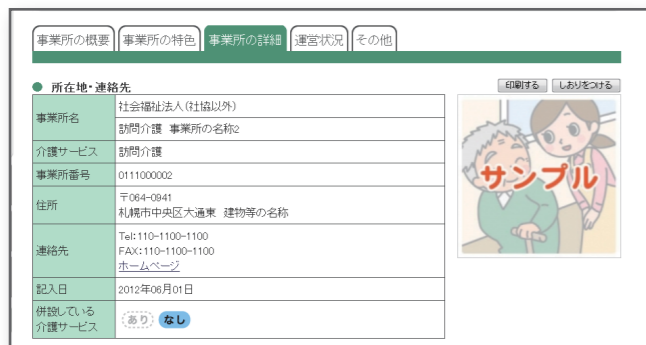 事業所の概要 事業所の特色 事業所の詳細 運営状況 その他
● 所在地・連絡先
印刷する しおりをつける
事業所名
社会福祉法人(社協以外)
訪問介護 事業所の名称2
介護サービス 訪問介護
事業所番号 0111000002
住所
〒064-0941
札幌市中央区大通東 建物等の名称
連絡先
Tel:110-1100-1100
FAX:110-1100-1100
ホームページ
記入日 2012年06月01日
併設している
介護サービス
あり なし
サンプル